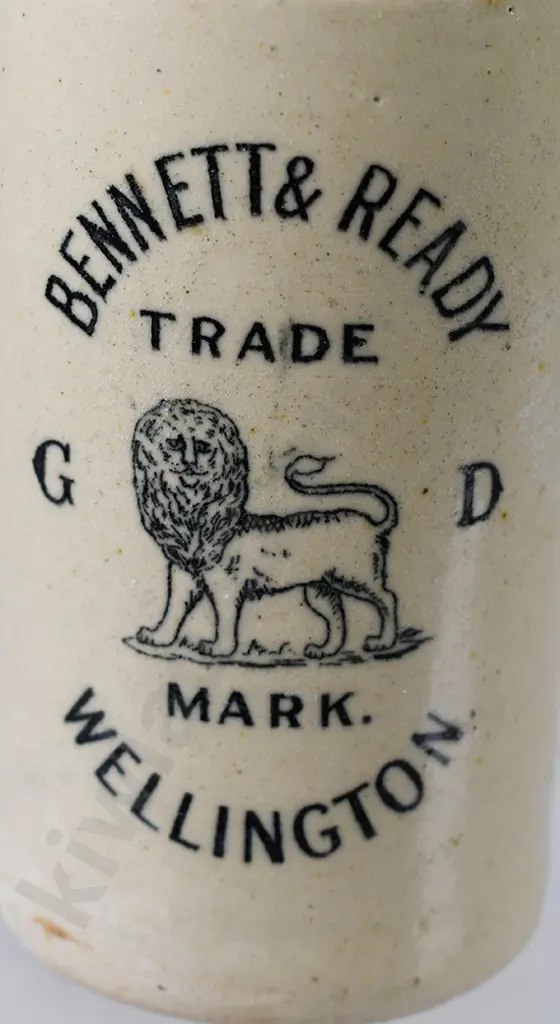 BENNETT & READY
TRADE
G D
MARK.
WELLINGTON